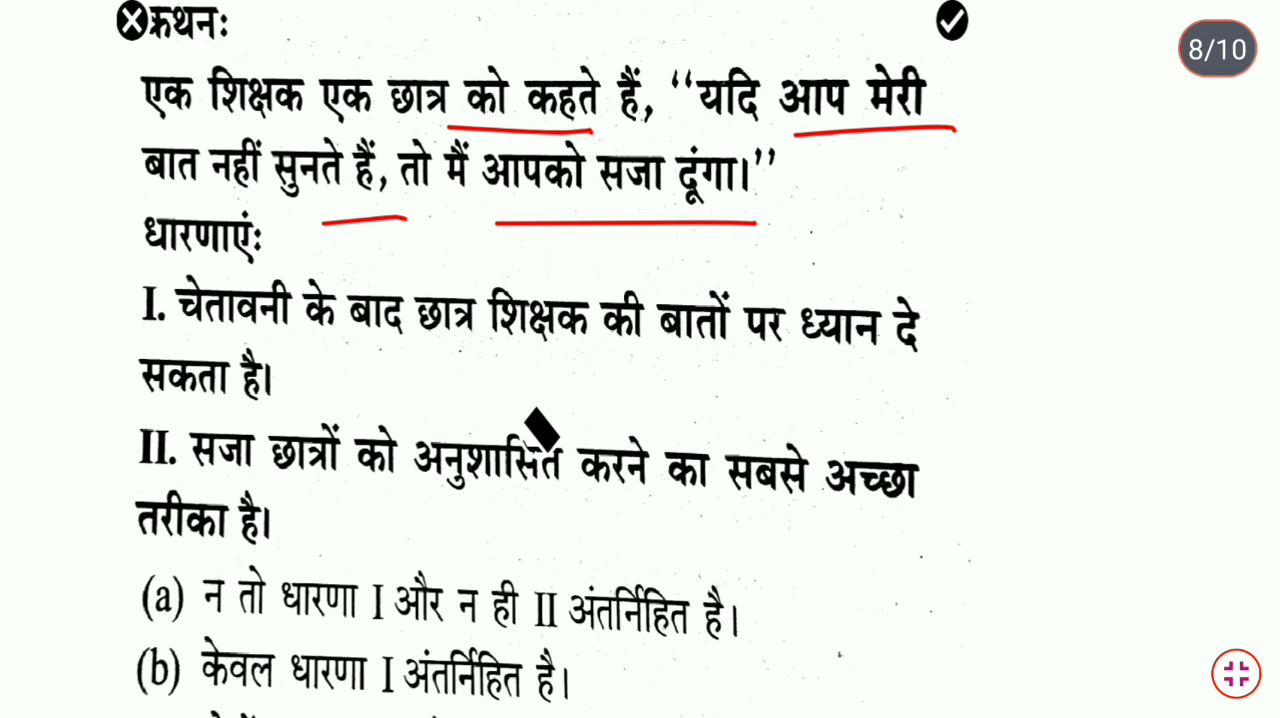 कथनः
8/10
एक शिक्षक एक छात्र को कहते हैं, ‘‘यदि आप मेरी
बात नहीं सुनते हैं, तो मैं आपको सजा दूंगा।’’
धारणाएंः
I. चेतावनी के बाद छात्र शिक्षक की बातों पर ध्यान दे
सकता है।
II. सजा छात्रों को अनुशासित करने का सबसे अच्छा
तरीका है।
(a) न तो धारणा I और न ही II अंतर्निहित है।
(b) केवल धारणा I अंतर्निहित है।